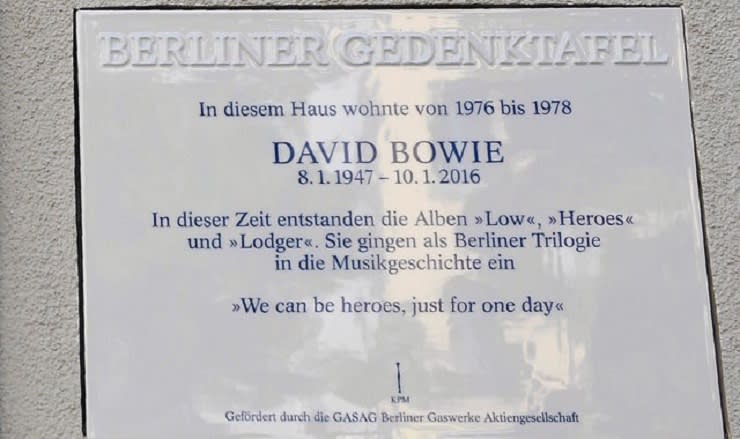 BERLINER GEDENKTAFEL
In diesem Haus wohnte von 1976 bis 1978
DAVID BOWIE
8. 1. 1947 – 10. 1. 2016
In dieser Zeit entstanden die Alben »Low«, »Heroes«
und »Lodger«. Sie gingen als Berliner Trilogie
in die Musikgeschichte ein
»We can be heroes, just for one day«
KPM
Gefördert durch die GASAG Berliner Gaswerke Aktiengesellschaft